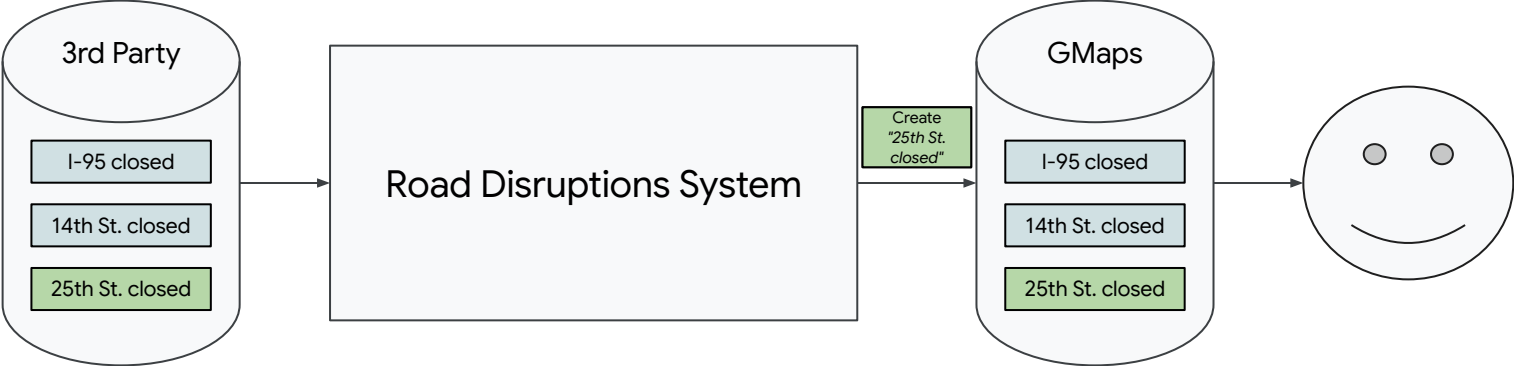 3rd Party
I-95 closed
14th St. closed
25th St. closed
Road Disruptions System
Create
"25th St.
closed"
GMaps
I-95 closed
14th St. closed
25th St. closed